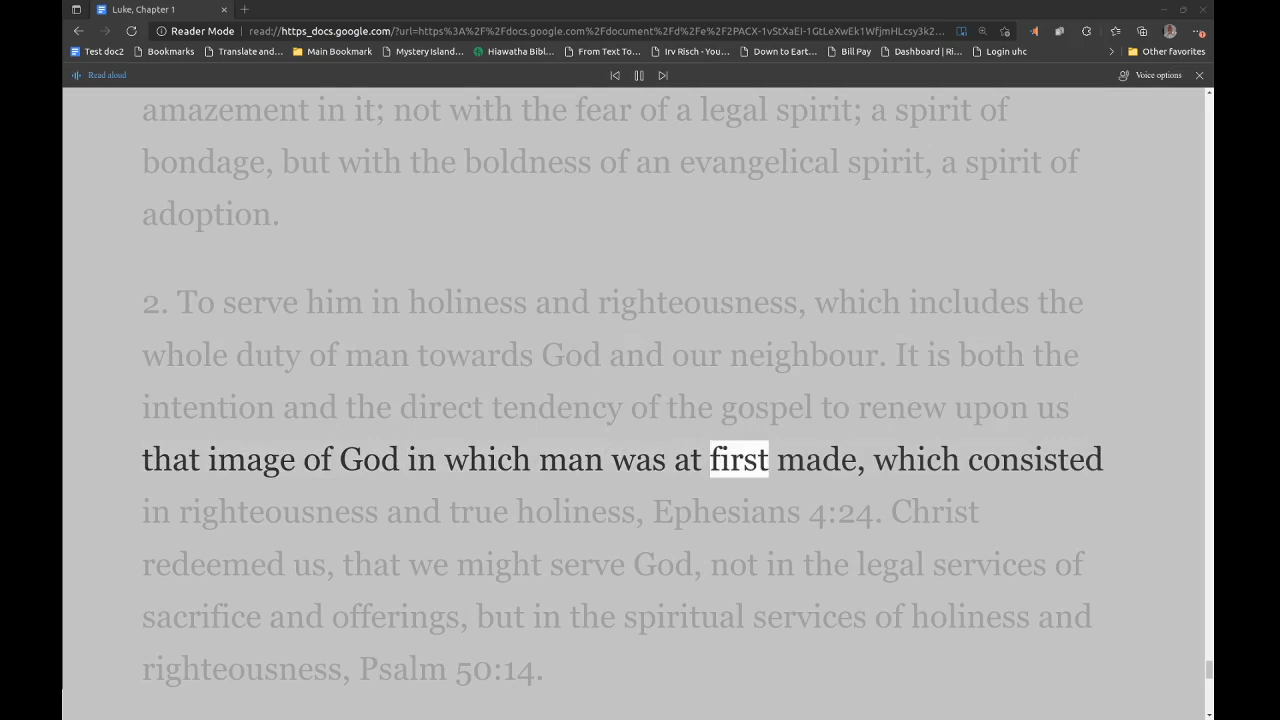 Luke, Chapter 1
Reader Mode
read://https_docs.google.com/?url=https%3A%2F%2Fdocs.google.com%2Fdocument%2Fd%2Fe%2F2PACX-1vStXaEI-1GtLeXwEk1WfjmHLcsy3k2...
Test doc2
Bookmarks
Translate and...
Main Bookmark
Mystery Island...
Hiawatha Bibl...
From Text To...
Irv Risch - You...
Down to Eart...
Bill Pay
Dashboard | Ri...
Login uhc
Other favorites
Read aloud
Voice options
amazement in it; not with the fear of a legal spirit; a spirit of
bondage, but with the boldness of an evangelical spirit, a spirit of
adoption.
2. To serve him in holiness and righteousness, which includes the
whole duty of man towards God and our neighbour. It is both the
intention and the direct tendency of the gospel to renew upon us
that image of God in which man was at first made, which consisted
in righteousness and true holiness, Ephesians 4:24. Christ
redeemed us, that we might serve God, not in the legal services of
sacrifice and offerings, but in the spiritual services of holiness and
righteousness, Psalm 50:14.